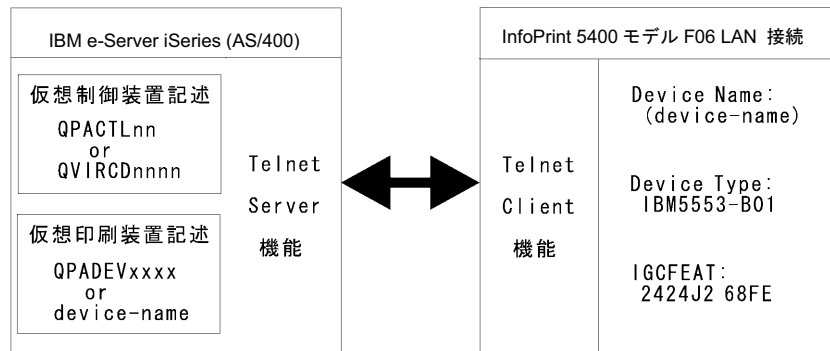 IBM e-Server iSeries (AS/400)
仮想制御装置記述
QPACTLnn
or
QVIRCDnnnn
仮想印刷装置記述
QPADEVxxxx
or
device-name
Telnet
Server
機能
InfoPrint 5400 モデル F06 LAN 接続
Telnet
Client
機能
Device Name:
(device-name)
Device Type:
IBM5553-B01
IGCFEAT:
2424J2 68FE